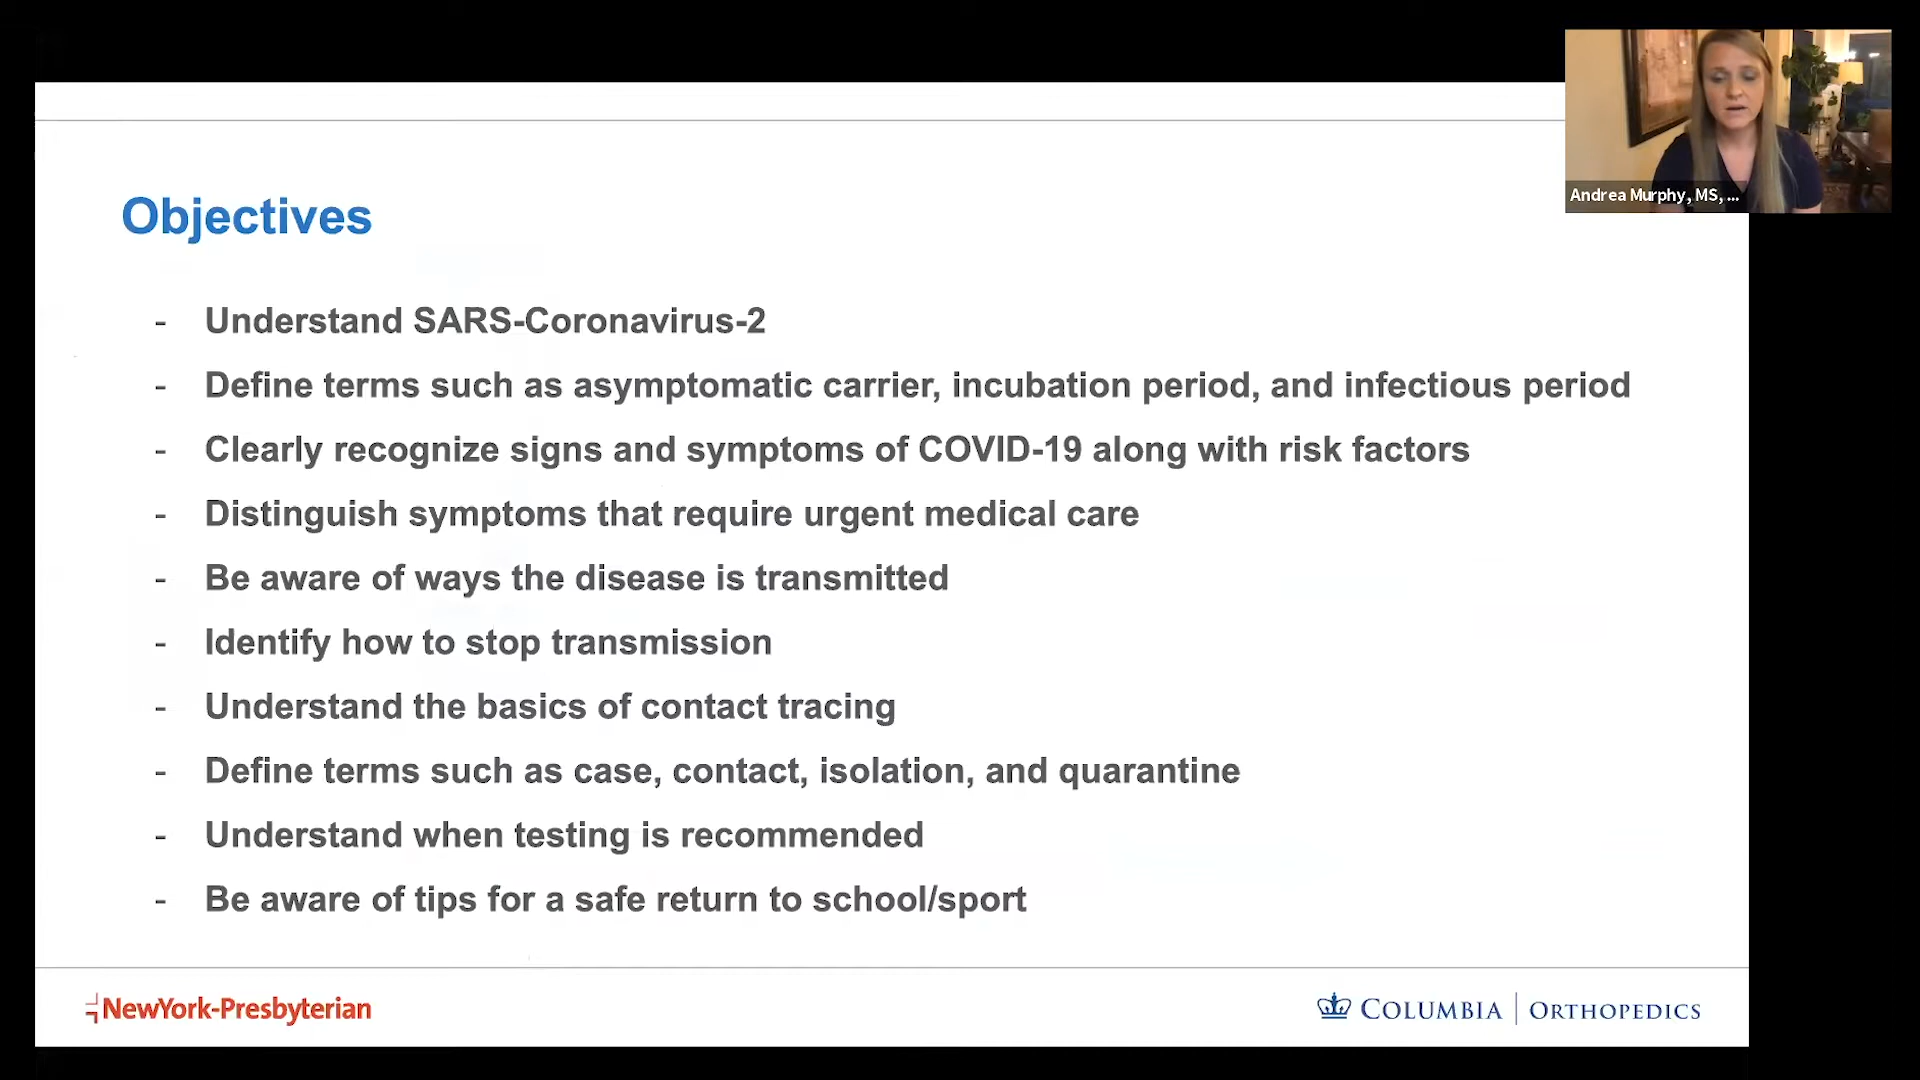 Andrea Murphy, MS, ...
Objectives
- Understand SARS-Coronavirus-2
- Define terms such as asymptomatic carrier, incubation period, and infectious period
- Clearly recognize signs and symptoms of COVID-19 along with risk factors
- Distinguish symptoms that require urgent medical care
- Be aware of ways the disease is transmitted
- Identify how to stop transmission
- Understand the basics of contact tracing
- Define terms such as case, contact, isolation, and quarantine
- Understand when testing is recommended
- Be aware of tips for a safe return to school/sport
NewYork-Presbyterian
COLUMBIA | ORTHOPEDICS